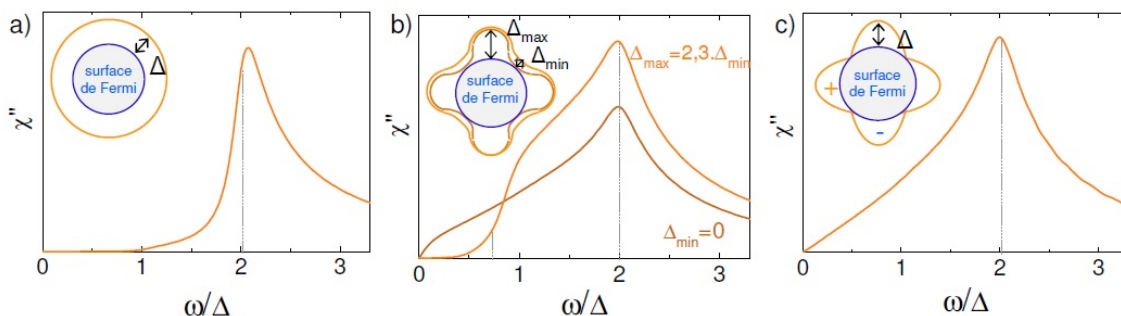 a)
Δ
surface
de Fermi
χ"
0
1
2
3
ω/Δ
b)
Δmax
Δmin
surface
de Fermi
Δmax=2,3.Δmin
Δmin=0
χ"
0
1
2
3
ω/Δ
c)
Δ
surface
de Fermi
+
-
χ"
0
1
2
3
ω/Δ